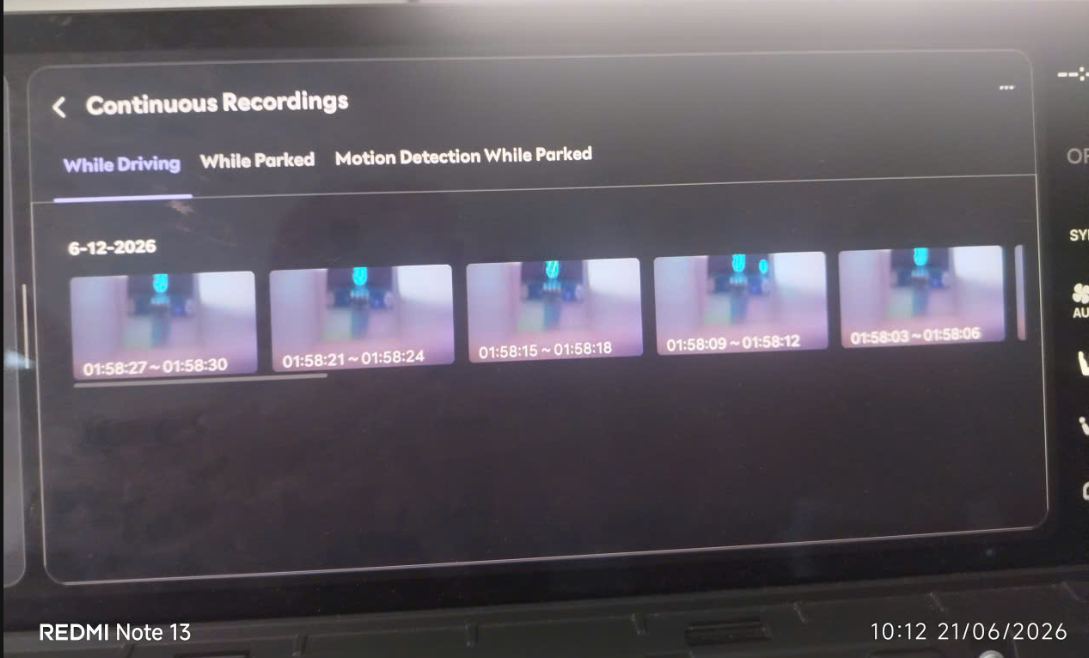 Continuous Recordings
While Driving While Parked Motion Detection While Parked
6-12-2026
01:58:27 ~ 01:58:30 01:58:21 ~ 01:58:24 01:58:15 ~ 01:58:18 01:58:09 ~ 01:58:12 01:58:03 ~ 01:58:06
REDMI Note 13
10:12 21/06/2026